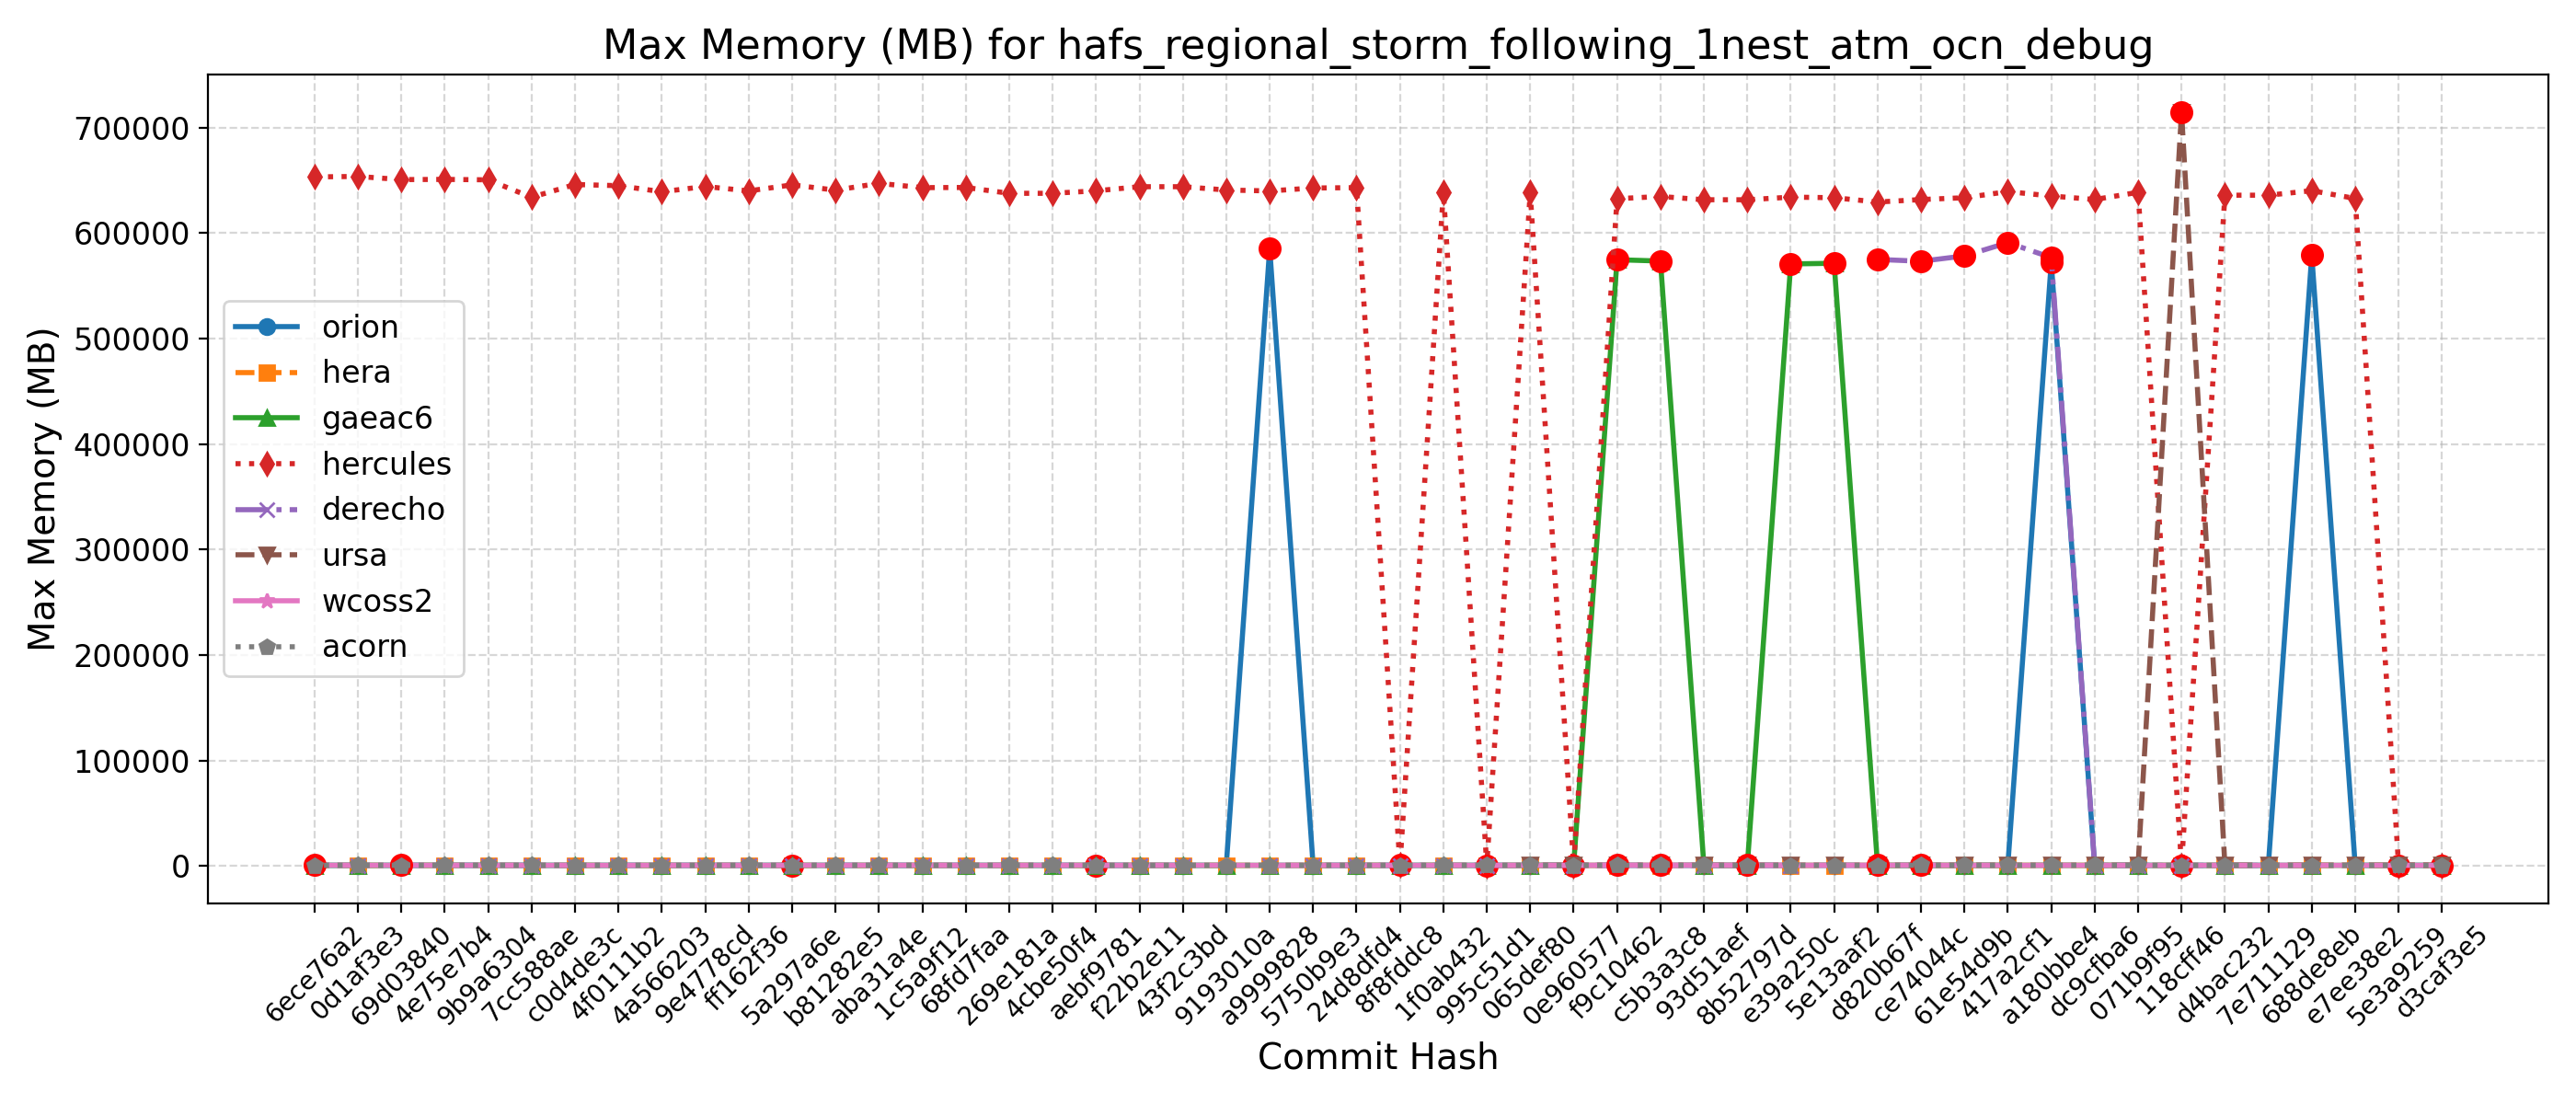 Max Memory (MB) for hafs_regional_storm_following_1nest_atm_ocn_debug
Max Memory (MB)
700000
600000
500000
400000
300000
200000
100000
0
orion
hera
gaeac6
hercules
derecho
ursa
wcoss2
acorn
6ece76a2
0d1af3e3
69d03840
4e75e7b4
9b9a6304
7cc588ae
c0d4de3c
4f0111b2
4a566203
9e4778cd
ff162f36
5a297a6e
b81282e5
aba31a4e
1c5a9f12
68fd7faa
269e181a
4cbe50f4
aebf9781
f22b2e11
43f2c3bd
9193010a
a9999828
5750b9e3
24d8dfd4
8f8fddc8
1f0ab432
995c51d1
065def80
0e960577
f9c10462
c5b3a3c8
93d51aef
8b52797d
e39a250c
5e13aaf2
d820b67f
ce74044c
61e54d9b
417a2cf1
a180bbe4
dc9cfba6
071b9f95
118cff46
d4bac232
7e711129
688de8eb
e7ee38e2
5e3a9259
d3caf3e5
Commit Hash